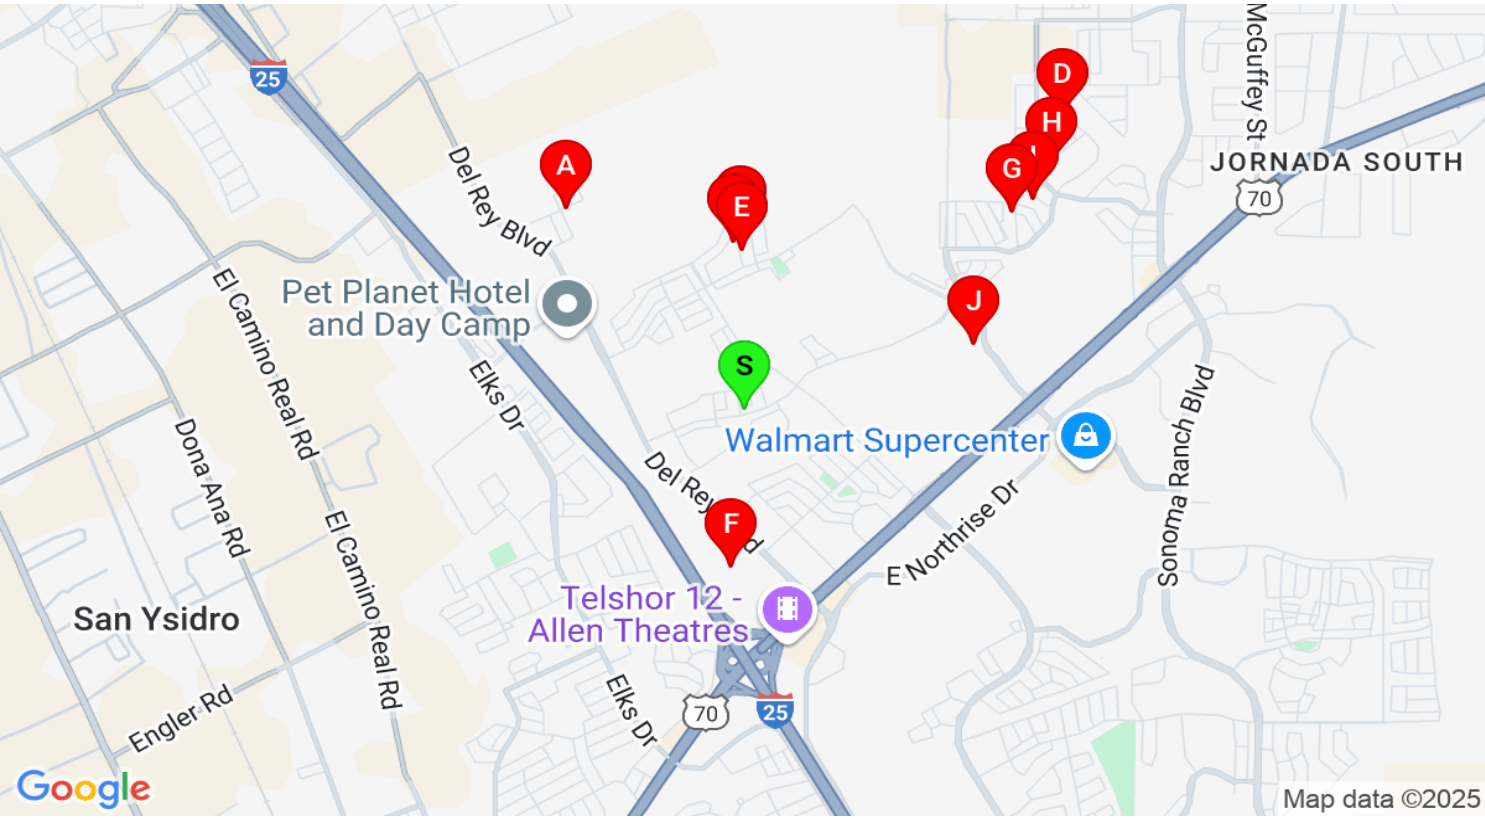 25
McGuffey St
D
H
A
G
JORNADA SOUTH
70
Del Rey Blvd
E
El Camino Real Rd
Pet Planet Hotel
and Day Camp
J
Elks Dr
S
Sonoma Ranch Blvd
Dona Ana Rd
Walmart Supercenter
Del Rey
E Northrise Dr
F
El Camino Real Rd
Telshor 12 -
Allen Theatres
San Ysidro
Elks Dr
Engler Rd
70
25
Google
Map data ©2025